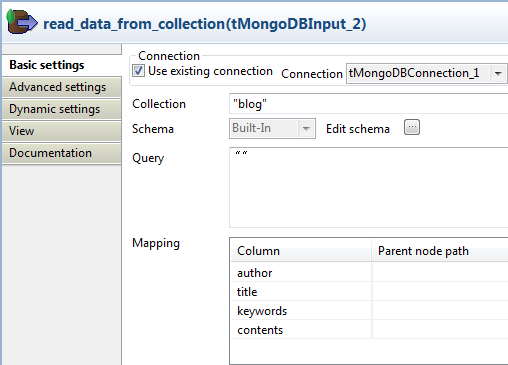 read_data_from_collection(tMongoDBInput_2)
Basic settings
Advanced settings
Dynamic settings
View
Documentation
Connection
Use existing connection Connection tMongoDBConnection_1
Collection "blog"
Schema Built-In Edit schema ...
Query “ “
Mapping
Column Parent node path
author
title
keywords
contents